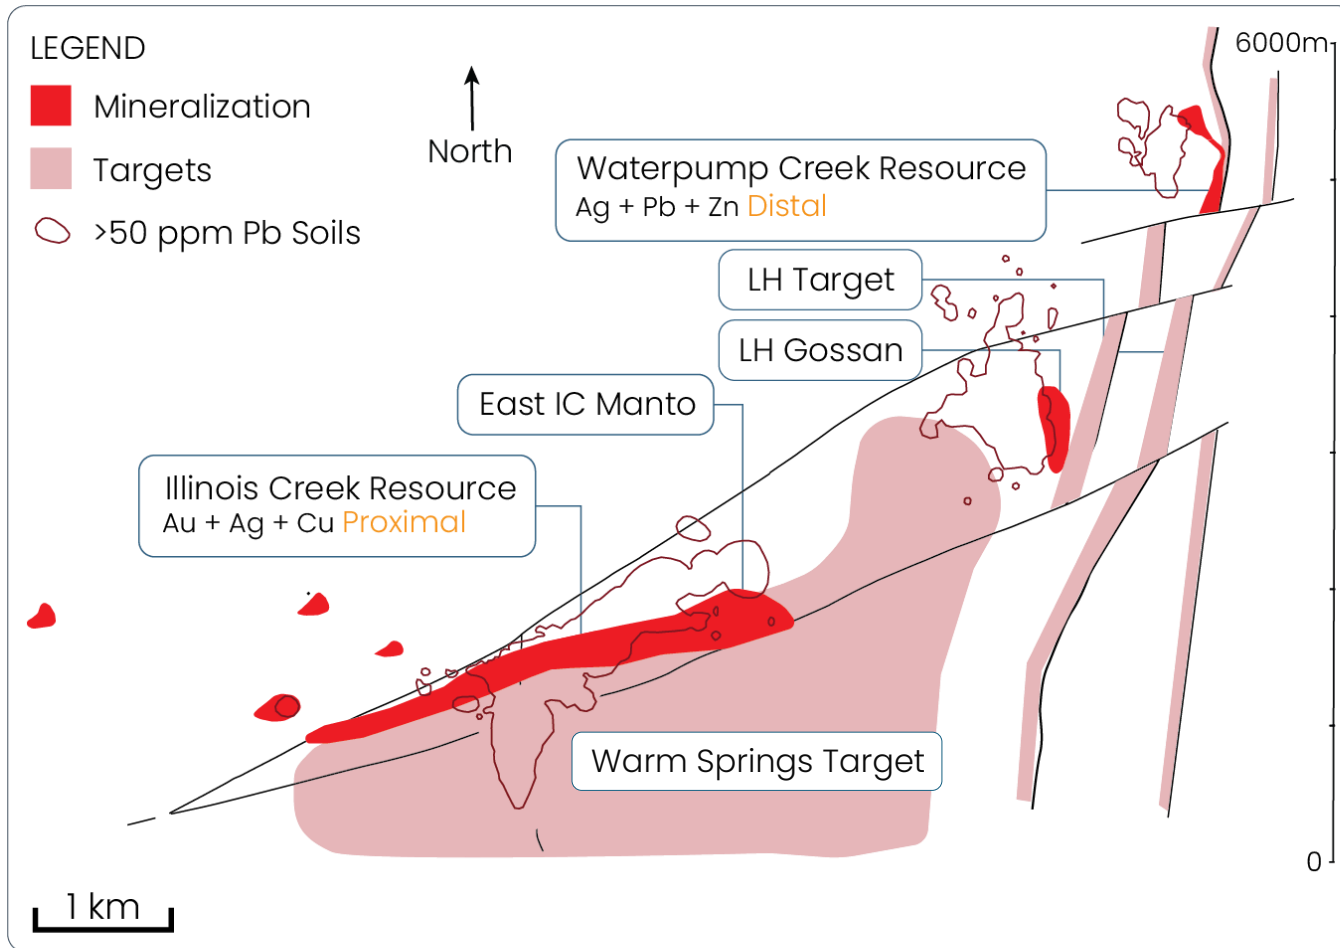 LEGEND
Mineralization
Targets
>50 ppm Pb Soils
North
6000m
Waterpump Creek Resource
Ag + Pb + Zn Distal
LH Target
LH Gossan
East IC Manto
Illinois Creek Resource
Au + Ag + Cu Proximal
Warm Springs Target
0
1 km